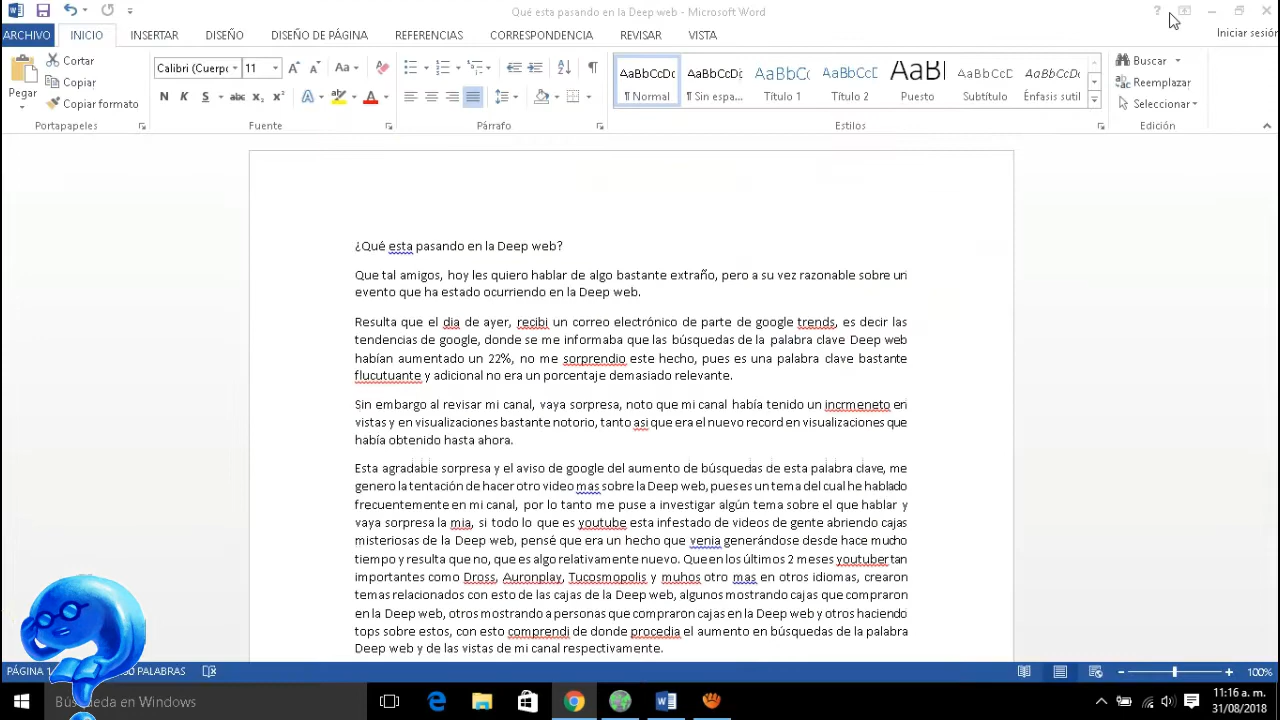 Qué esta pasando en la Deep web - Microsoft Word
?
ARCHIVO INICIO INSERTAR DISEÑO DISEÑO DE PÁGINA REFERENCIAS CORRESPONDENCIA REVISAR VISTA Iniciar sesión
Pegar
Cortar
Copiar
Copiar formato
Portapapeles
Calibri (Cuerpo 11 Aa
N K S abc x₂ x² A A
Fuente
Párrafo
AaBbCcDc AaBbCcDc AaBbCc AaBbCcD AaBl AaBbCcD AaBbCcDc
¶ Normal ¶ Sin espa... Título 1 Título 2 Puesto Subtítulo Énfasis sutil
Estilos
Buscar
Reemplazar
Seleccionar
Edición
¿Qué esta pasando en la Deep web?
Que tal amigos, hoy les quiero hablar de algo bastante extraño, pero a su vez razonable sobre un
evento que ha estado ocurriendo en la Deep web.
Resulta que el dia de ayer, recibi un correo electrónico de parte de google trends, es decir las
tendencias de google, donde se me informaba que las búsquedas de la palabra clave Deep web
habían aumentado un 22%, no me sorprendio este hecho, pues es una palabra clave bastante
flucutuante y adicional no era un porcentaje demasiado relevante.
Sin embargo al revisar mi canal, vaya sorpresa, noto que mi canal había tenido un incrmeneto en
vistas y en visualizaciones bastante notorio, tanto asi que era el nuevo record en visualizaciones que
había obtenido hasta ahora.
Esta agradable sorpresa y el aviso de google del aumento de búsquedas de esta palabra clave, me
genero la tentación de hacer otro video mas sobre la Deep web, pues es un tema del cual he hablado
frecuentemente en mi canal, por lo tanto me puse a investigar algún tema sobre el que hablar y
vaya sorpresa la mia, si todo lo que es youtube esta infestado de videos de gente abriendo cajas
misteriosas de la Deep web, pensé que era un hecho que venia generándose desde hace mucho
tiempo y resulta que no, que es algo relativamente nuevo. Que en los últimos 2 meses youtuber tan
importantes como Dross, Auronplay, Tucosmopolis y muhos otro mas en otros idiomas, crearon
temas relacionados con esto de las cajas de la Deep web, algunos mostrando cajas que compraron
en la Deep web, otros mostrando a personas que compraron cajas en la Deep web y otros haciendo
tops sobre estos, con esto comprendi de donde procedia el aumento en búsquedas de la palabra
Deep web y de las vistas de mi canal respectivamente.
PÁGINA 1 PALABRAS 100%
Búsqueda en Windows
11:16 a. m.
31/08/2018